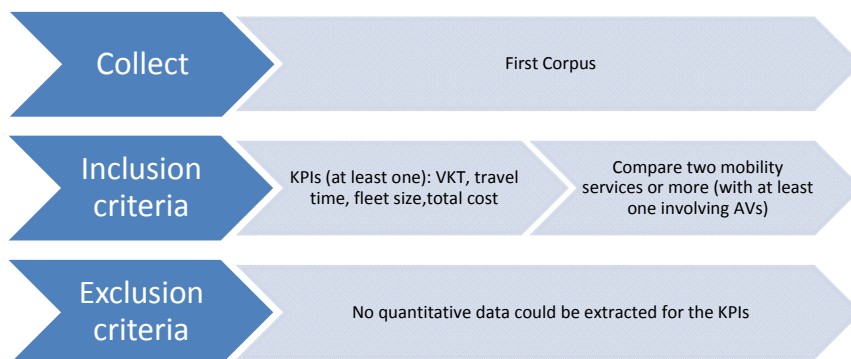 Collect
First Corpus
Inclusion
criteria
KPIs (at least one): VKT, travel
time, fleet size,total cost
Compare two mobility
services or more (with at least
one involving AVs)
Exclusion
criteria
No quantitative data could be extracted for the KPIs